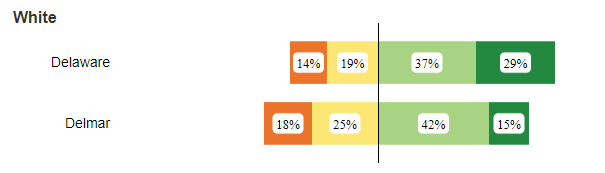 White
Delaware 14% 19% 37% 29%
Delmar 18% 25% 42% 15%